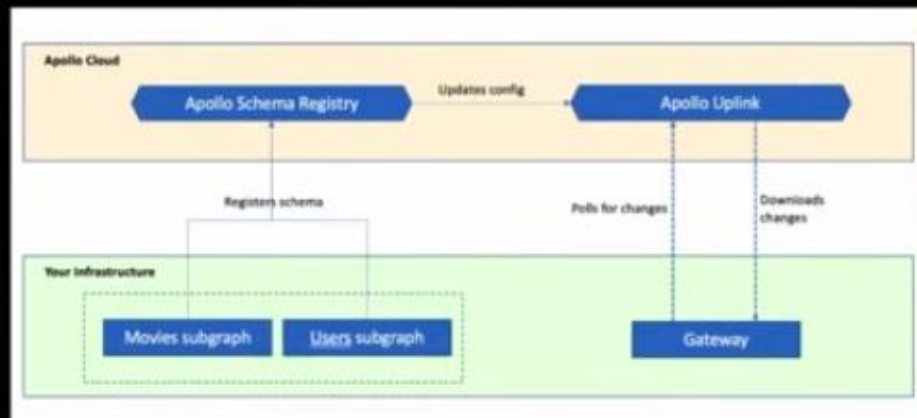 Apollo Cloud
Apollo Schema Registry
Updates config
Apollo Uplink
Registers schema
Polls for changes
Downloads
changes
Your Infrastructure
Movies subgraph
Users subgraph
Gateway